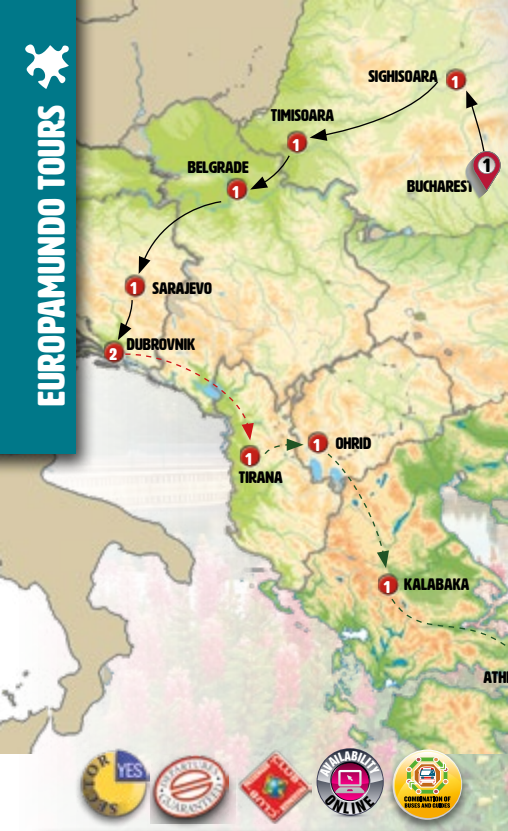 EUROPAMUNDO TOURS
SIGHISOARA
1
TIMISOARA
1
BELGRADE
1
1
BUCHAREST
1
SARAJEVO
2
DUBROVNIK
1
TIRANA
1
OHRID
1
KALABAKA
ATH
SECTOR
YES
DEPARTURES
GUARANTEED
CLUB
AVAILABILITY
ONLINE
COMBINATION OF
BUSES AND GUIDES